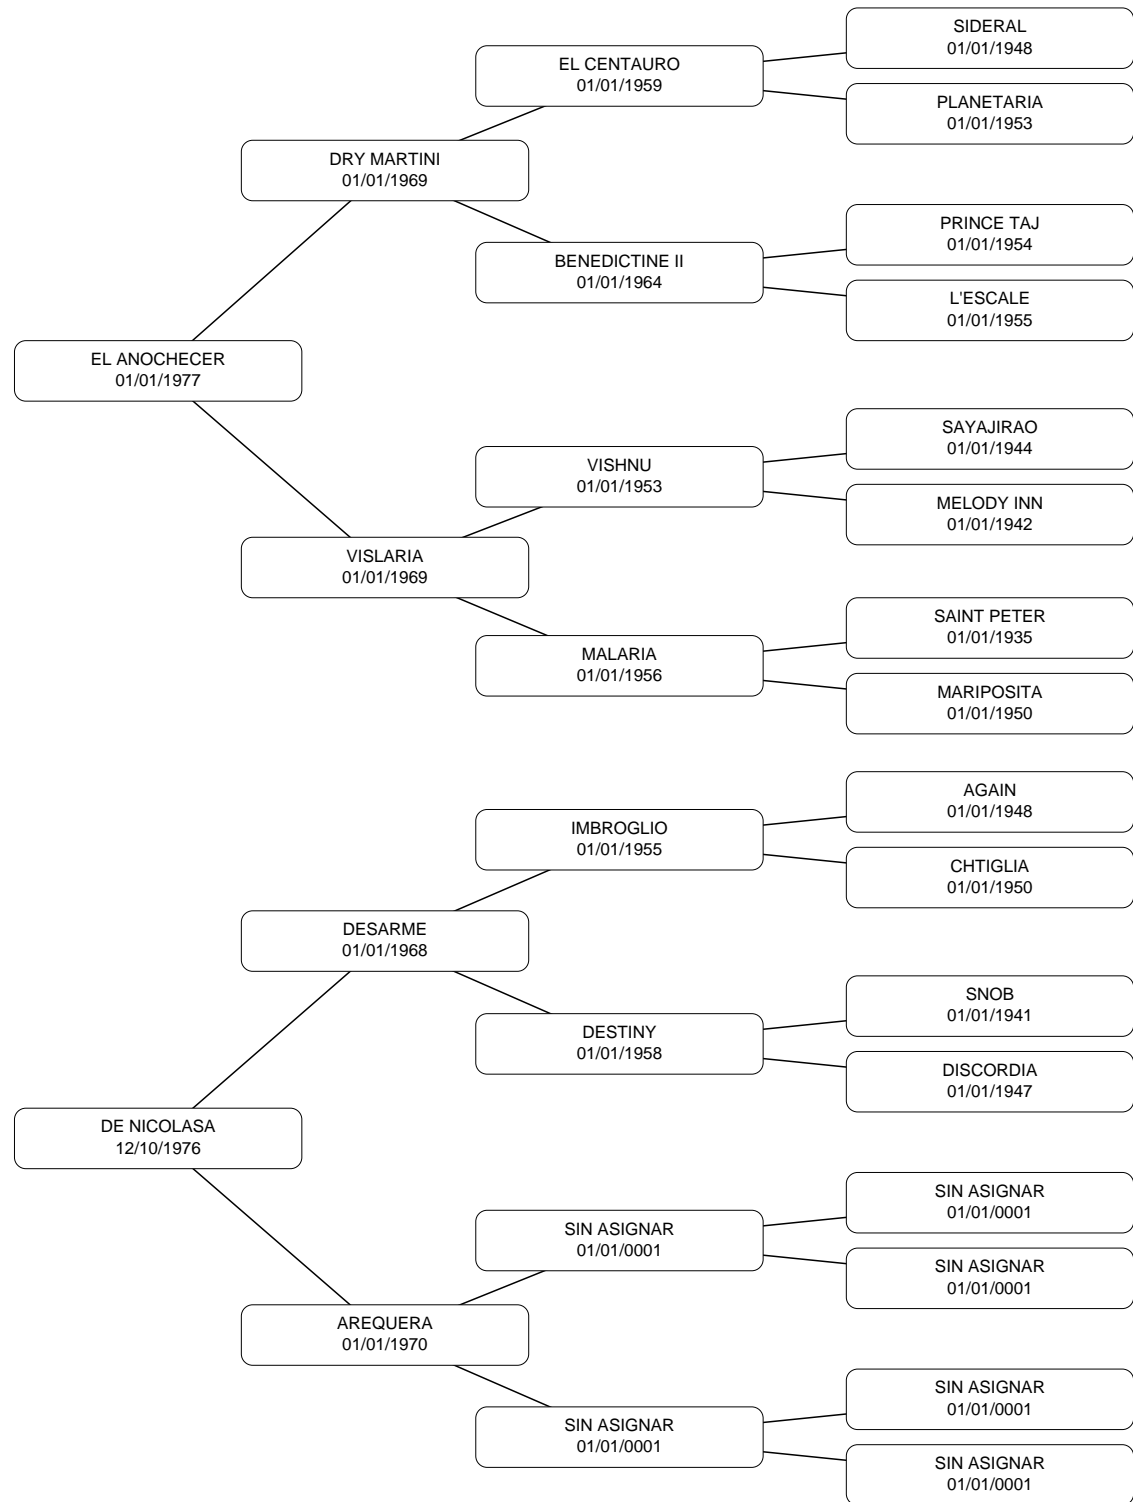 SIDERAL
01/01/1948
EL CENTAURO
01/01/1959
PLANETARIA
01/01/1953
DRY MARTINI
01/01/1969
PRINCE TAJ
01/01/1954
BENEDICTINE II
01/01/1964
L'ESCALE
01/01/1955
EL ANOCHECER
01/01/1977
SAYAJIRAO
01/01/1944
VISHNU
01/01/1953
MELODY INN
01/01/1942
VISLARIA
01/01/1969
SAINT PETER
01/01/1935
MALARIA
01/01/1956
MARIPOSITA
01/01/1950
AGAIN
01/01/1948
IMBROGLIO
01/01/1955
CHTIGLIA
01/01/1950
DESARME
01/01/1968
SNOB
01/01/1941
DESTINY
01/01/1958
DISCORDIA
01/01/1947
DE NICOLASA
12/10/1976
SIN ASIGNAR
01/01/0001
SIN ASIGNAR
01/01/0001
SIN ASIGNAR
01/01/0001
AREQUERA
01/01/1970
SIN ASIGNAR
01/01/0001
SIN ASIGNAR
01/01/0001
SIN ASIGNAR
01/01/0001